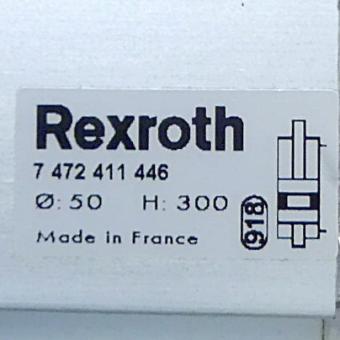 Rexroth
7 472 411 446
Ø: 50 H: 300
918
Made in France